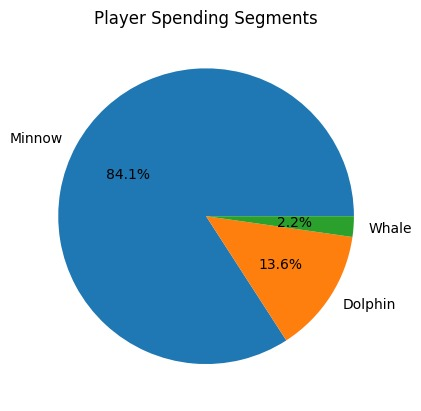 Player Spending Segments
Minnow
84.1%
2.2%
Whale
13.6%
Dolphin